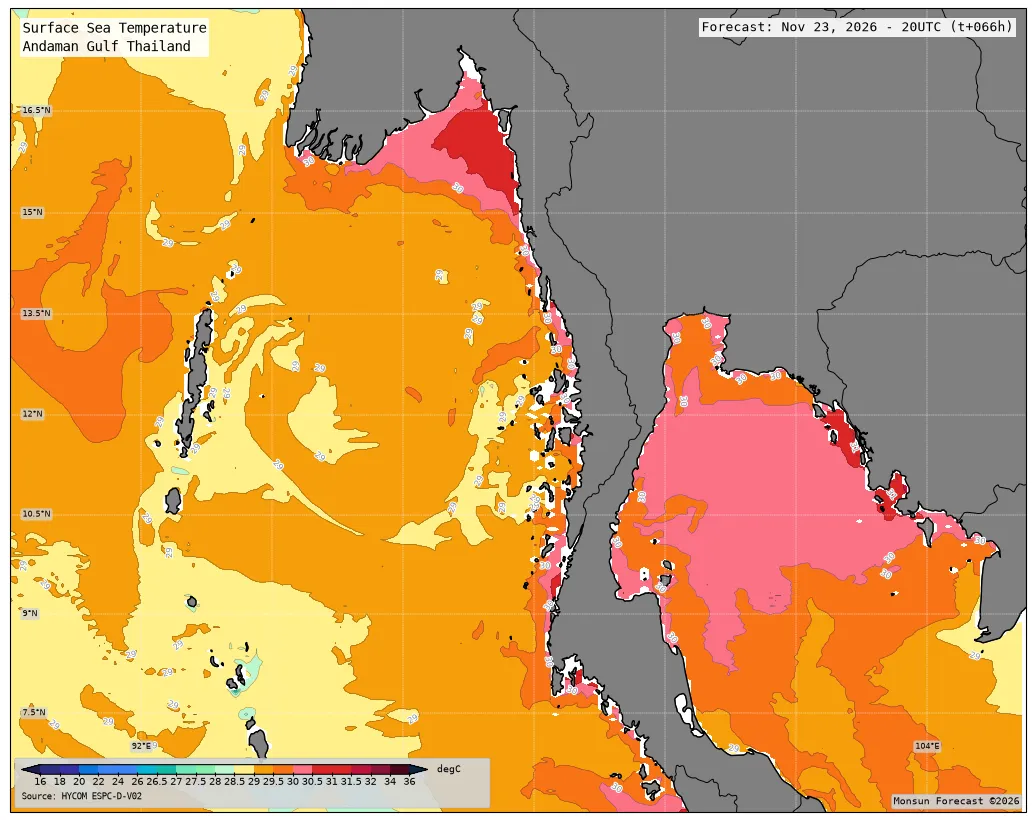 Surface Sea Temperature
Andaman Gulf Thailand
Forecast: Nov 23, 2026 - 20UTC (t+066h)
16.5°N
15°N
13.5°N
12°N
10.5°N
9°N
7.5°N
92°E
104°E
16 18 20 22 24 26 26.5 27 27.5 28 28.5 29 29.5 30 30.5 31 31.5 32 34 36
degC
Source: HYCOM ESPC-D-V02
Monsun Forecast ©2026